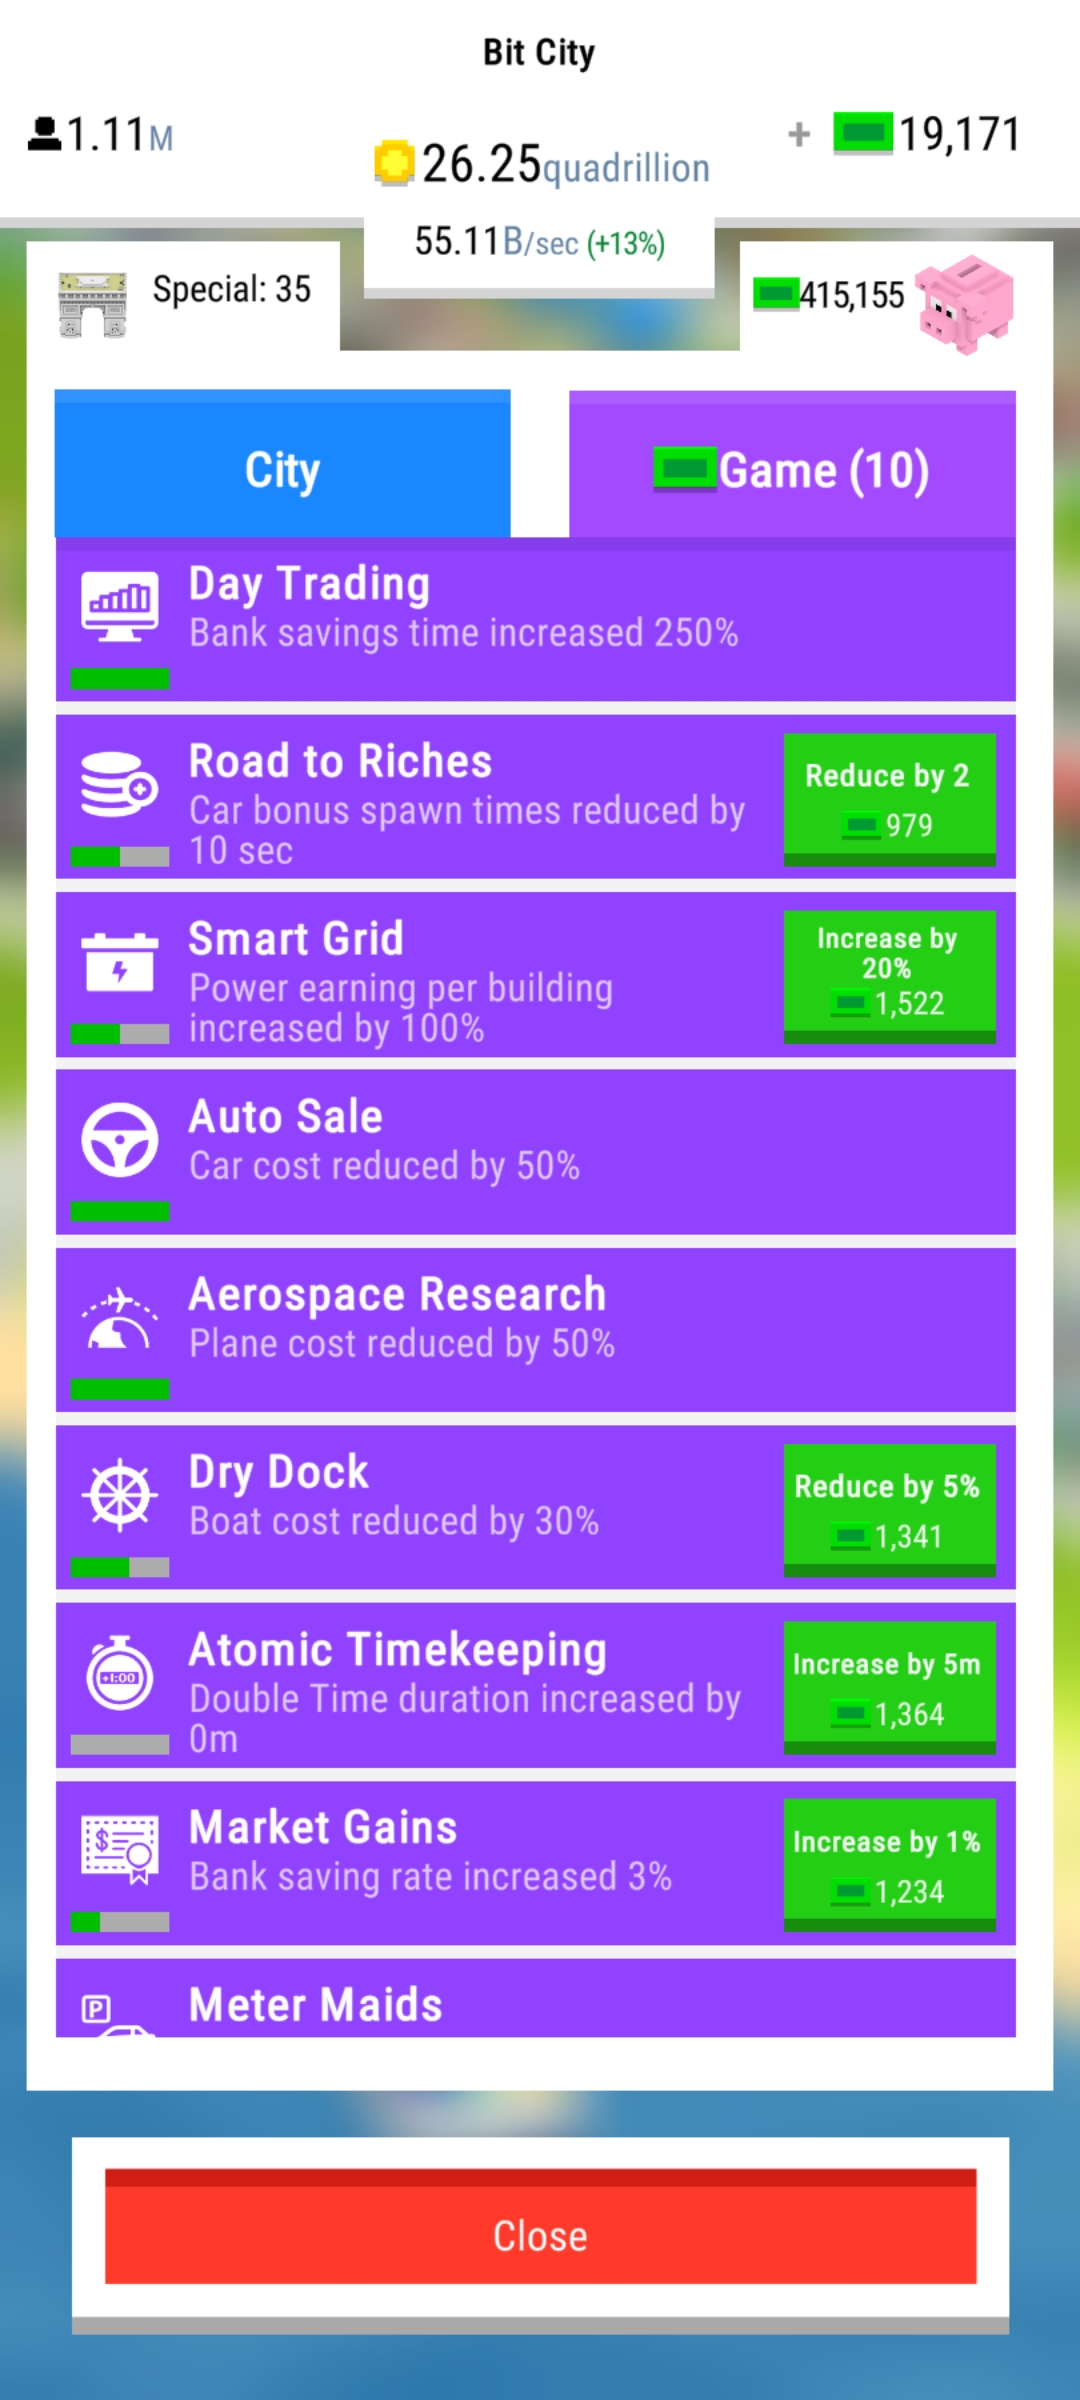 Bit City
1.11M
26.25quadrillion
+ 19,171
55.11B/sec (+13%)
Special: 35
415,155
City
Game (10)
Day Trading
Bank savings time increased 250%
Road to Riches
Car bonus spawn times reduced by
10 sec
Reduce by 2
979
Smart Grid
Power earning per building
increased by 100%
Increase by
20%
1,522
Auto Sale
Car cost reduced by 50%
Aerospace Research
Plane cost reduced by 50%
Dry Dock
Boat cost reduced by 30%
Reduce by 5%
1,341
+1:00
Atomic Timekeeping
Double Time duration increased by
0m
Increase by 5m
1,364
$
Market Gains
Bank saving rate increased 3%
Increase by 1%
1,234
P
Meter Maids
Close